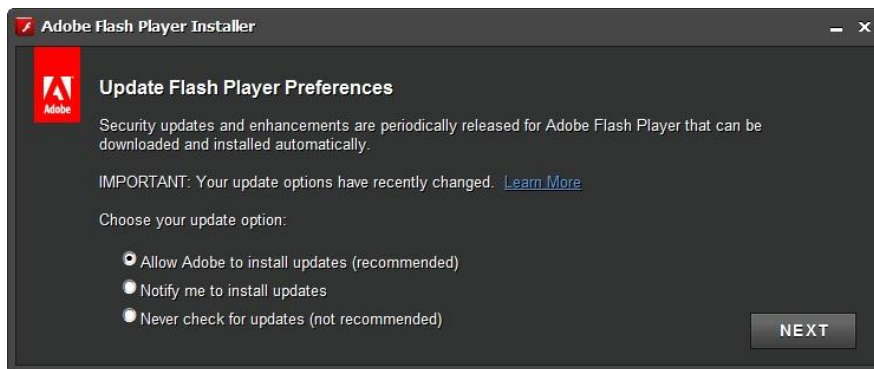 Adobe Flash Player Installer
Adobe
Update Flash Player Preferences
Security updates and enhancements are periodically released for Adobe Flash Player that can be
downloaded and installed automatically.
IMPORTANT: Your update options have recently changed. Learn More
Choose your update option:
Allow Adobe to install updates (recommended)
Notify me to install updates
Never check for updates (not recommended)
NEXT